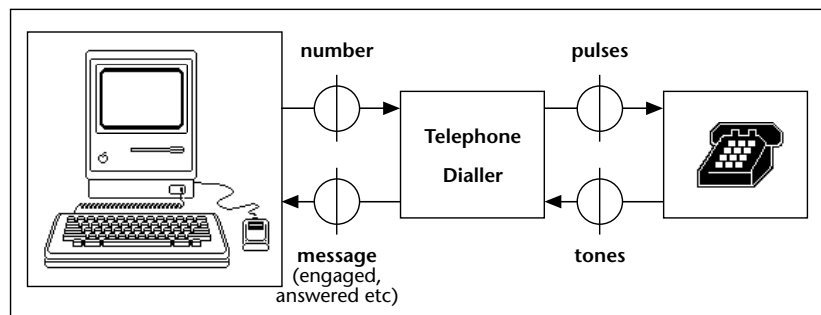 number
pulses
Telephone
Dialler
message
(engaged,
answered etc)
tones